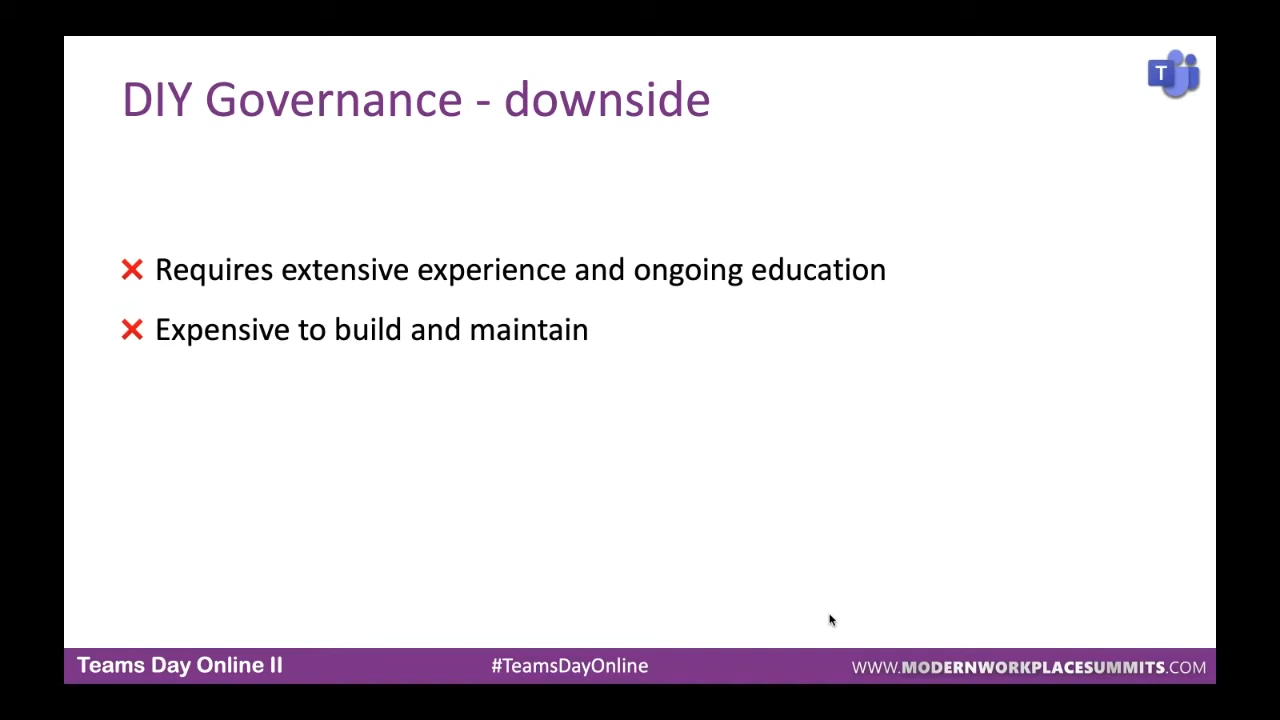 DIY Governance - downside
T
❌ Requires extensive experience and ongoing education
❌ Expensive to build and maintain
Teams Day Online II
#TeamsDayOnline
WWW.MODERNWORKPLACESUMMITS.COM